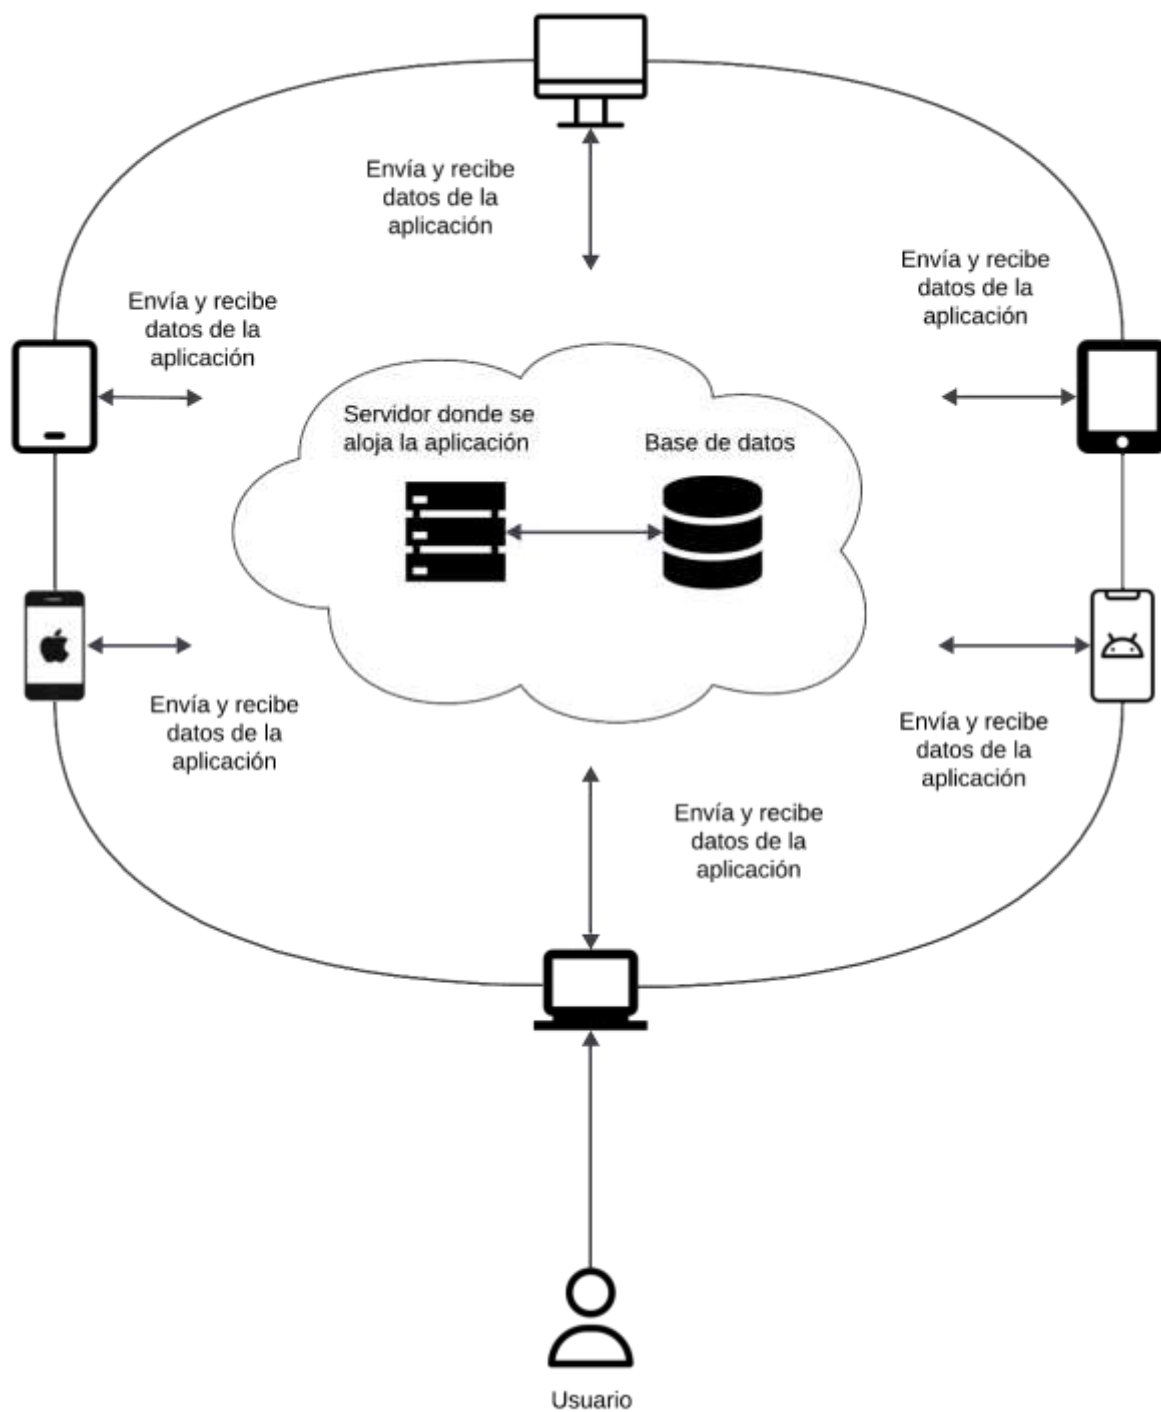 Envía y recibe
datos de la
aplicación
Envía y recibe
datos de la
aplicación
Envía y recibe
datos de la
aplicación
Servidor donde se
aloja la aplicación
Base de datos
Envía y recibe
datos de la
aplicación
Envía y recibe
datos de la
aplicación
Envía y recibe
datos de la
aplicación
Usuario